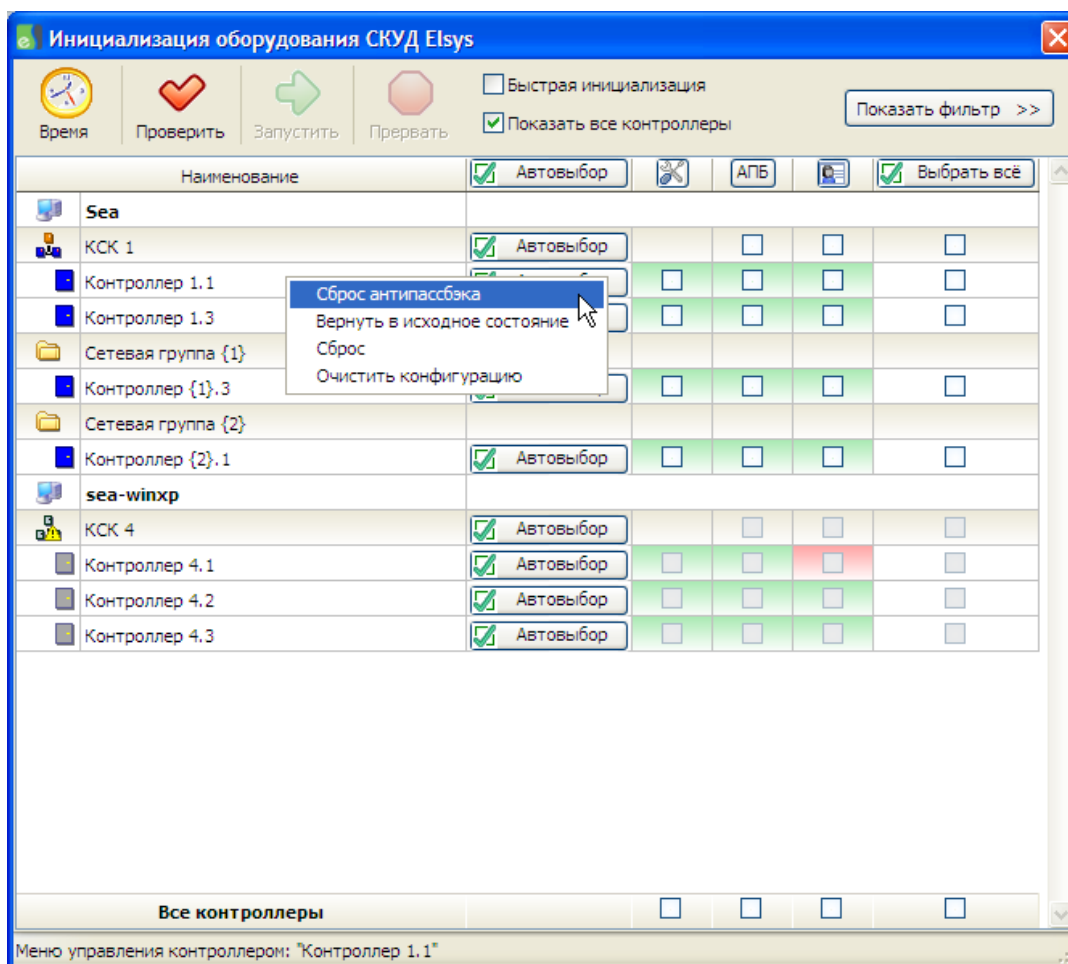 Инициализация оборудования СКУД Elsys
Время Проверить Запустить Прервать
Быстрая инициализация
Показать все контроллеры
Показать фильтр >>
Наименование Автовыбор АПБ Выбрать всё
Sea
КСК 1 Автовыбор
Контроллер 1.1
Сброс антипассбэка
Контроллер 1.3
Вернуть в исходное состояние
Сетевая группа {1}
Сброс
Контроллер {1}.3
Очистить конфигурацию
Сетевая группа {2}
Контроллер {2}.1 Автовыбор
sea-winxp
КСК 4 Автовыбор
Контроллер 4.1 Автовыбор
Контроллер 4.2 Автовыбор
Контроллер 4.3 Автовыбор
Все контроллеры
Меню управления контроллером: "Контроллер 1.1"